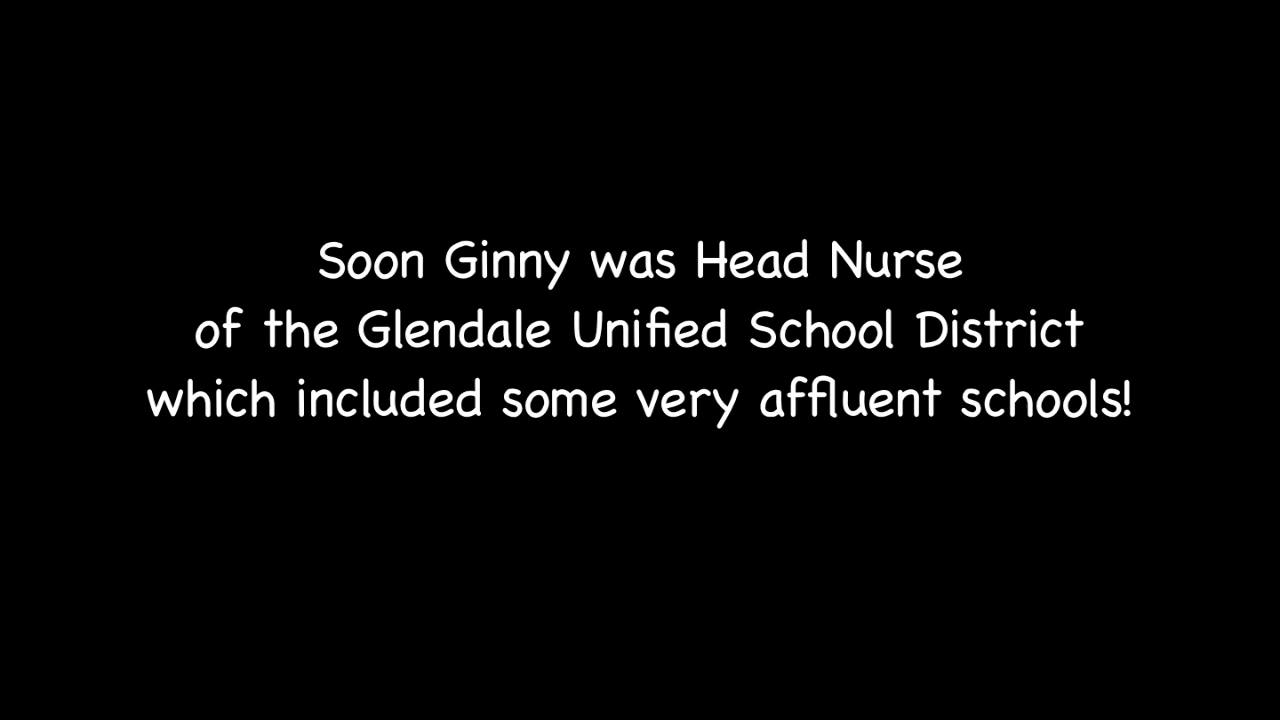 Soon Ginny was Head Nurse
of the Glendale Unified School District
which included some very affluent schools!